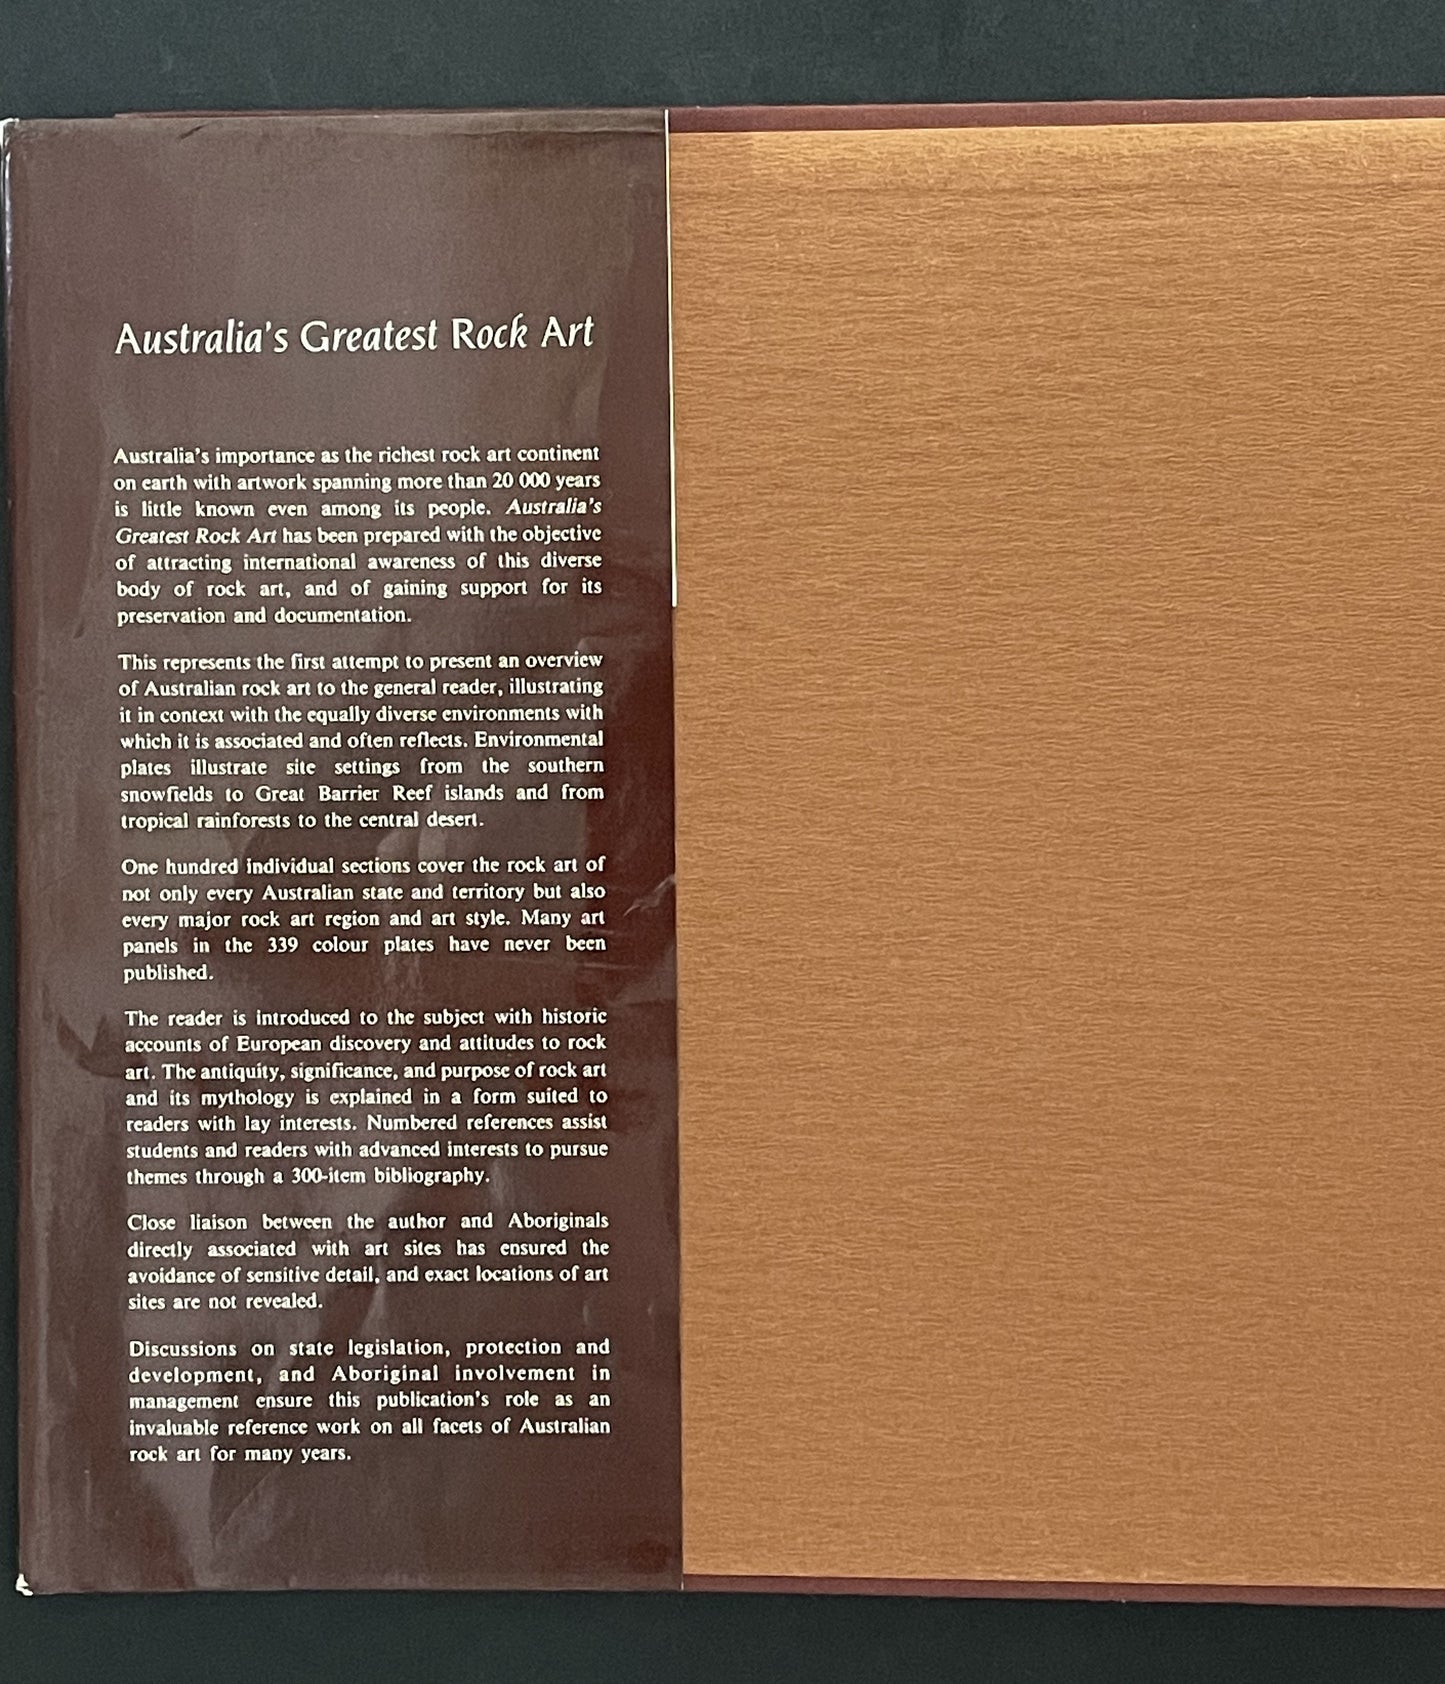 Australia's Greatest Rock Art
Australia's importance as the richest rock art continent
on earth with artwork spanning more than 20 000 years
is little known even among its people. Australia's
Greatest Rock Art has been prepared with the objective
of attracting international awareness of this diverse
body of rock art, and of gaining support for its
preservation and documentation.
This represents the first attempt to present an overview
of Australian rock art to the general reader, illustrating
it in context with the equally diverse environments with
which it is associated and often reflects. Environmental
plates illustrate site settings from the southern
snowfields to Great Barrier Reef islands and from
tropical rainforests to the central desert.
One hundred individual sections cover the rock art of
not only every Australian state and territory but also
every major rock art region and art style. Many art
panels in the 339 colour plates have never been
published.
The reader is introduced to the subject with historic
accounts of European discovery and attitudes to rock
art. The antiquity, significance, and purpose of rock art
and its mythology is explained in a form suited to
readers with lay interests. Numbered references assist
students and readers with advanced interests to pursue
themes through a 300-item bibliography.
Close liaison between the author and Aboriginals
directly associated with art sites has ensured the
avoidance of sensitive detail, and exact locations of art
sites are not revealed.
Discussions on state legislation, protection and
development, and Aboriginal involvement in
management ensure this publication's role as an
invaluable reference work on all facets of Australian
rock art for many years.